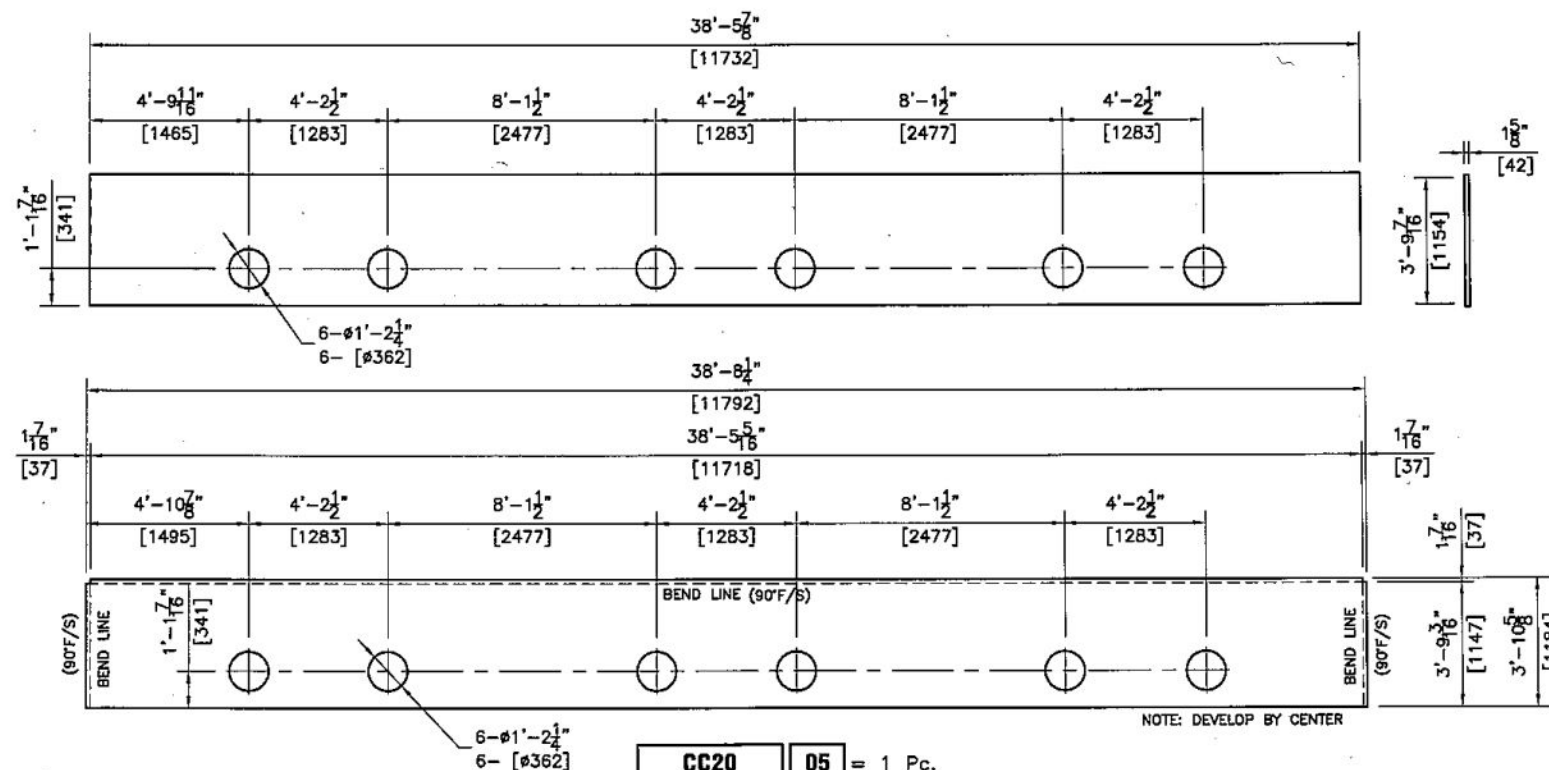 38'-5 7/8"
[11732]
4'-9 11/16" 4'-2 1/2" 8'-1 1/2" 4'-2 1/2" 8'-1 1/2" 4'-2 1/2"
[1465] [1283] [2477] [1283] [2477] [1283]
1 5/8"
[42]
1'-1 7/16"
[341]
3'-9 7/16"
[1154]
6-ø1'-2 1/4"
6- [ø362]
38'-8 1/4"
[11792]
1 7/16" 38'-5 5/16" 1 7/16"
[37] [11718] [37]
4'-10 7/8" 4'-2 1/2" 8'-1 1/2" 4'-2 1/2" 8'-1 1/2" 4'-2 1/2"
[1495] [1283] [2477] [1283] [2477] [1283]
1 7/16"
[37]
BEND LINE (90°F/S)
(90°F/S)
BEND LINE
1'-1 7/16"
[341]
BEND LINE
(90°F/S)
3'-9 3/16"
[1147]
3'-10 5/8"
NOTE: DEVELOP BY CENTER
6-ø1'-2 1/4"
6- [ø362]
CC20 05 = 1 Pc.